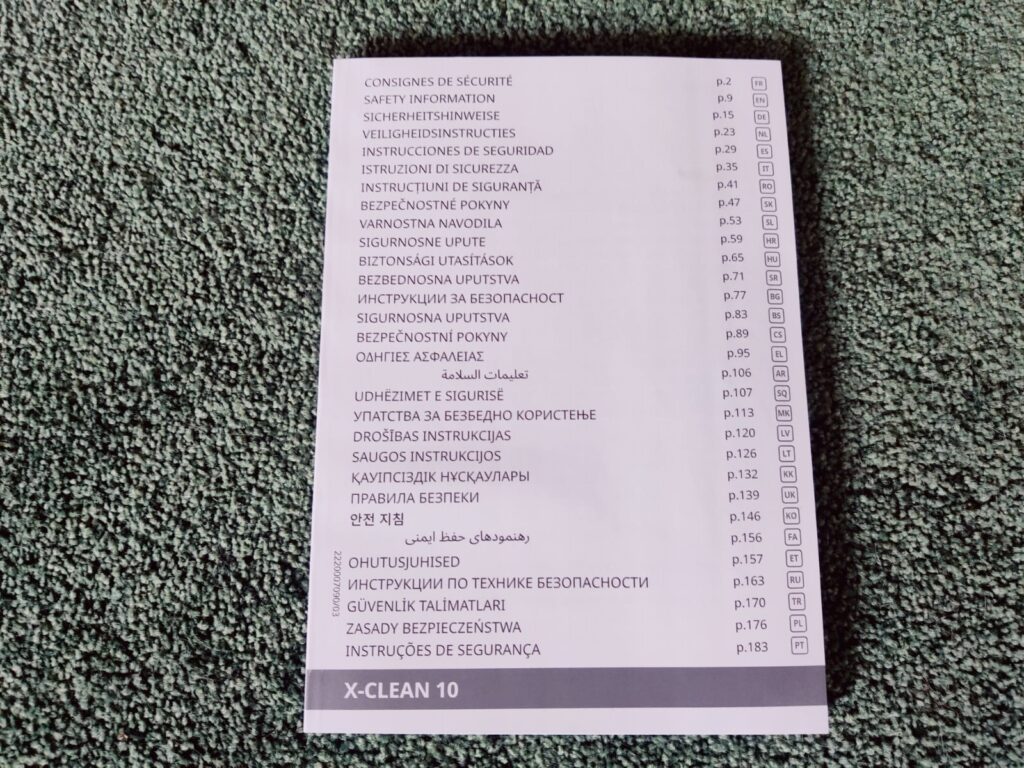 CONSIGNES DE SÉCURITÉ p.2 FR
SAFETY INFORMATION p.9 EN
SICHERHEITSHINWEISE p.15 DE
VEILIGHEIDSINSTRUCTIES p.23 NL
INSTRUCCIONES DE SEGURIDAD p.29 ES
ISTRUZIONI DI SICUREZZA p.35 IT
INSTRUCȚIUNI DE SIGURANȚĂ p.41 RO
BEZPEČNOSTNÉ POKYNY p.47 SK
VARNOSTNA NAVODILA p.53 SL
SIGURNOSNE UPUTE p.59 HR
BIZTONSÁGI UTASÍTÁSOK p.65 HU
BEZBEDNOSNA UPUTSTVA p.71 SR
ИНСТРУКЦИИ ЗА БЕЗОПАСНОСТ p.77 BG
SIGURNOSNA UPUTSTVA p.83 BS
BEZPEČNOSTNÍ POKYNY p.89 CS
ΟΔΗΓΙΕΣ ΑΣΦΑΛΕΙΑΣ p.95 EL
تعليمات السلامة p.106 AR
UDHËZIMET E SIGURISË p.107 SQ
УПАТСТВА ЗА БЕЗБЕДНО КОРИСТЕЊЕ p.113 MK
DROŠĪBAS INSTRUKCIJAS p.120 LV
SAUGOS INSTRUKCIJOS p.126 LT
ҚАУІПСІЗДІК НҰСҚАУЛАРЫ p.132 KK
ПРАВИЛА БЕЗПЕКИ p.139 UK
안전 지침 p.146 KO
رهنمودهای حفظ ایمنی p.156 FA
OHUTUSJUHISED p.157 ET
ИНСТРУКЦИИ ПО ТЕХНИКЕ БЕЗОПАСНОСТИ p.163 RU
GÜVENLİK TALİMATLARI p.170 TR
ZASADY BEZPIECZEŃSTWA p.176 PL
INSTRUÇÕES DE SEGURANÇA p.183 PT
2220007090/03
X-CLEAN 10